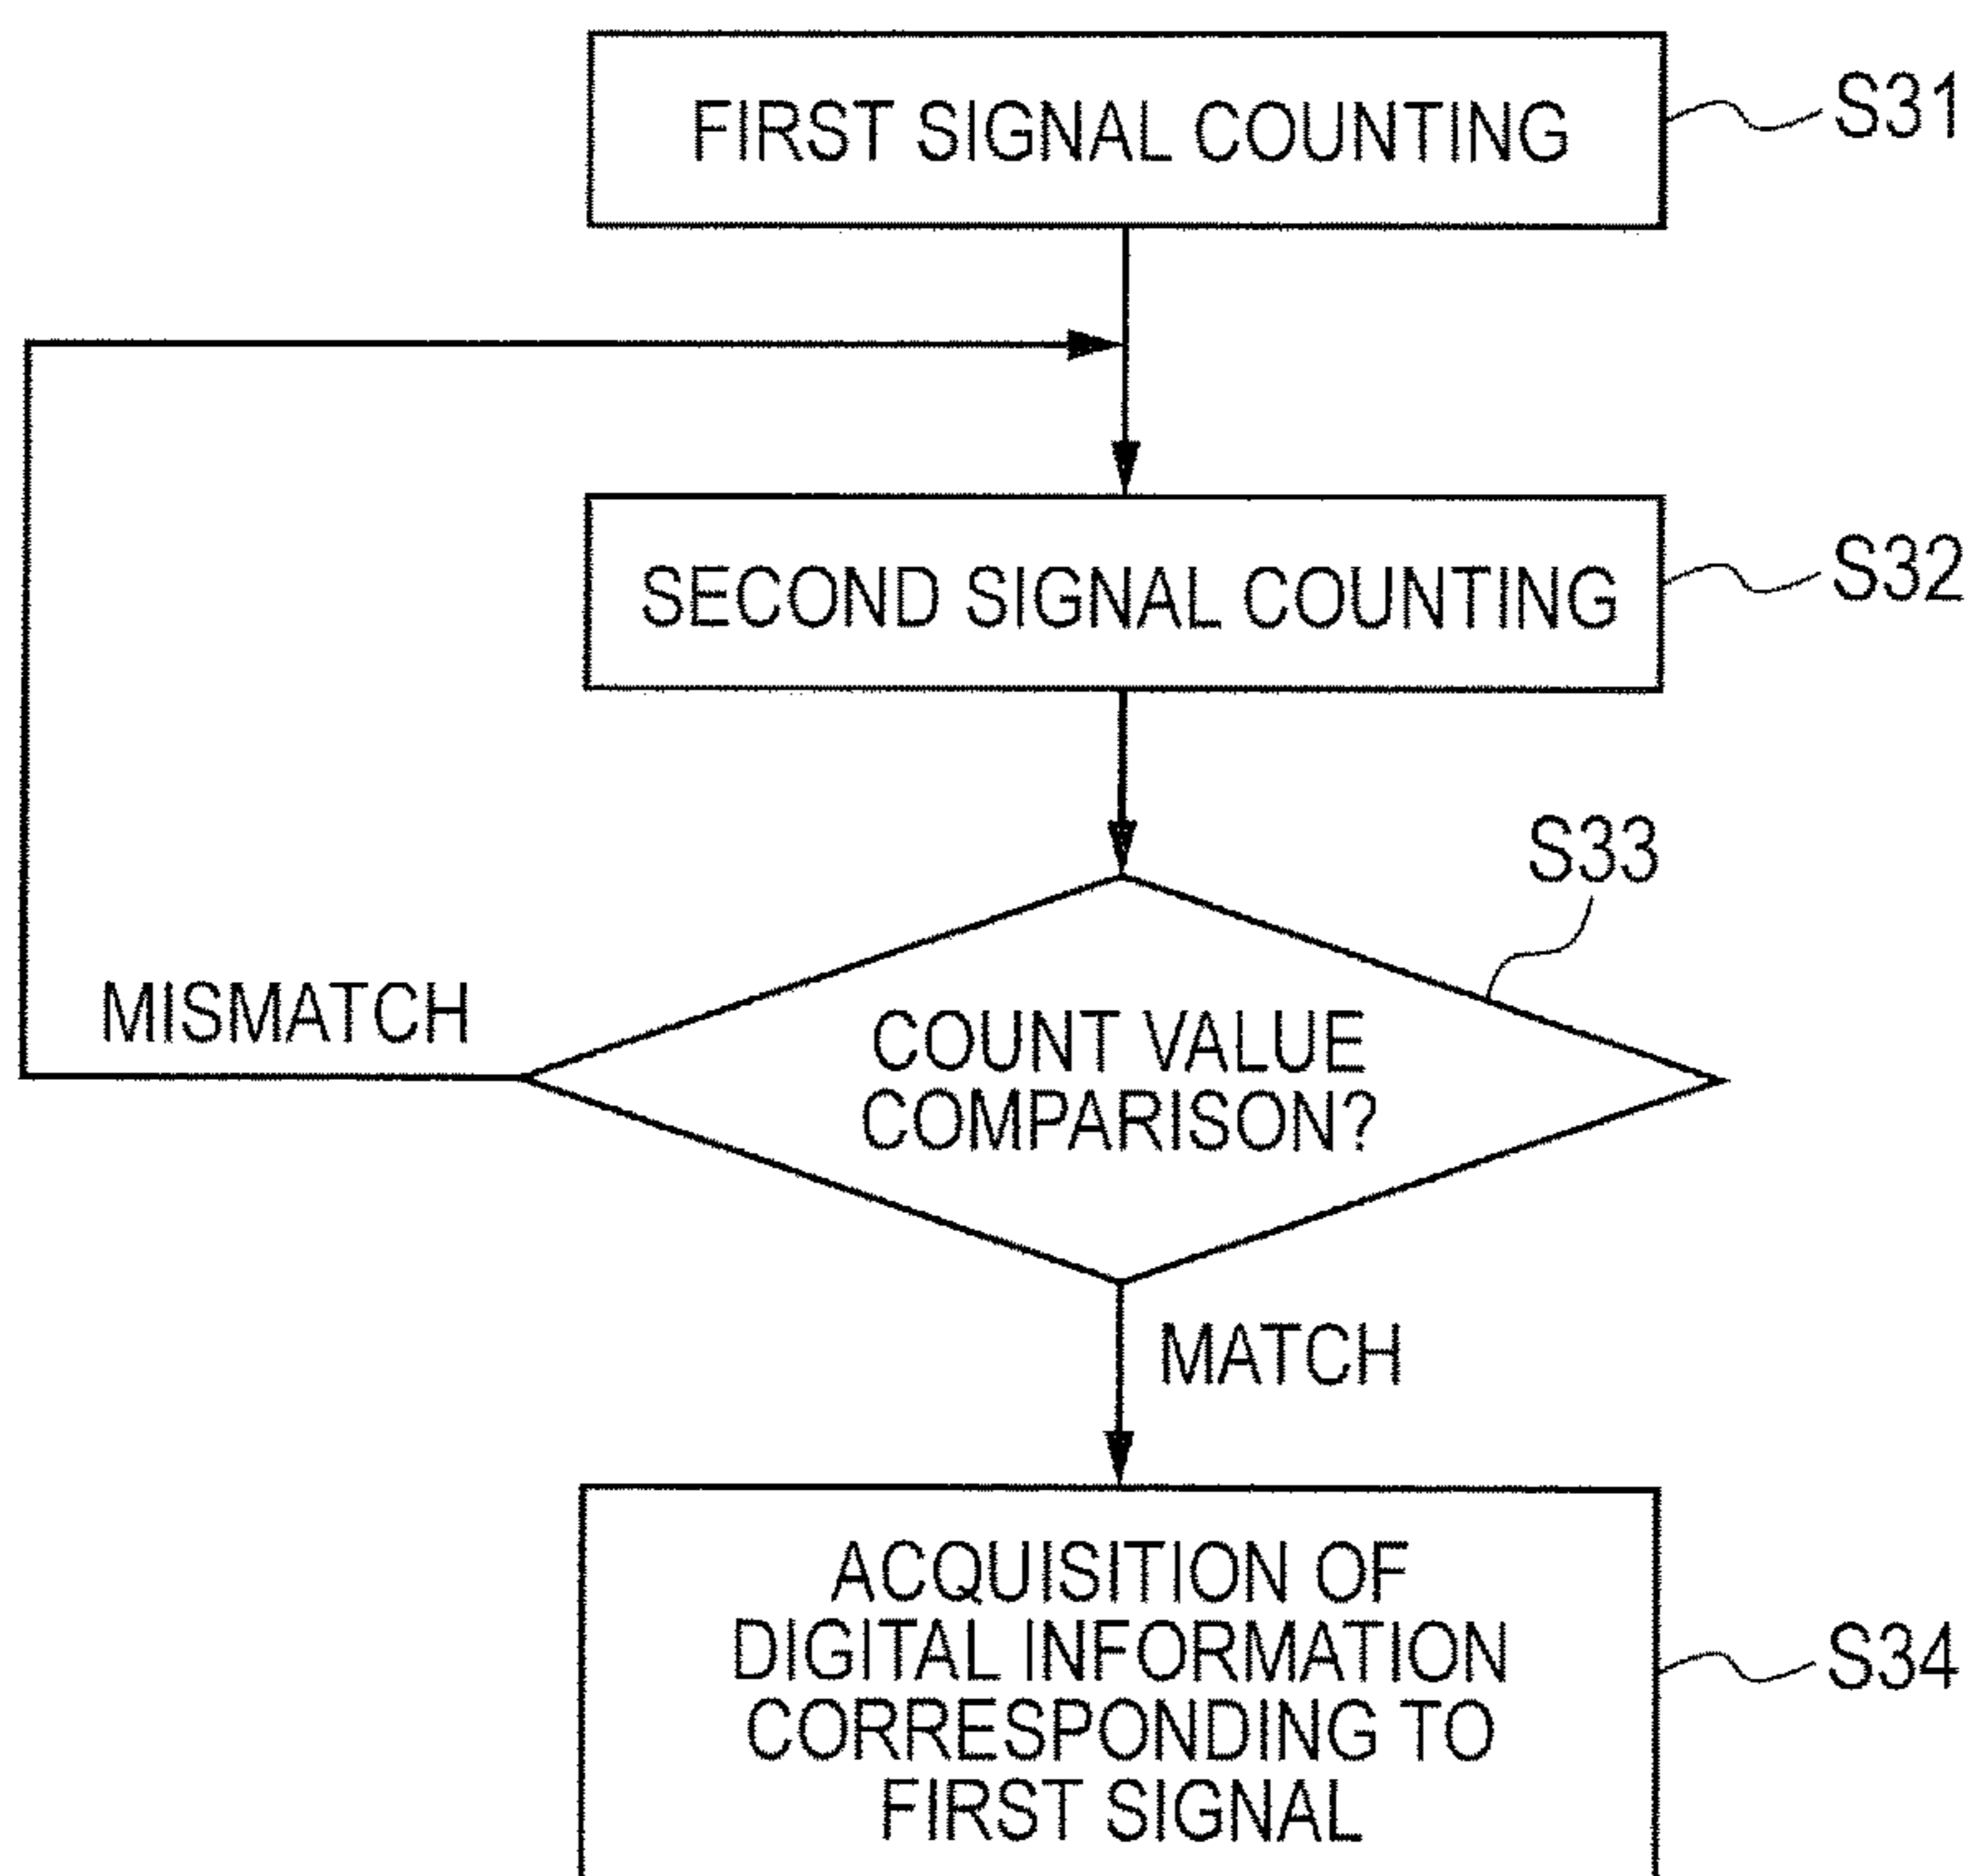 FIRST SIGNAL COUNTING
S31
SECOND SIGNAL COUNTING
S32
S33
MISMATCH
COUNT VALUE
COMPARISON?
MATCH
ACQUISITION OF
DIGITAL INFORMATION
CORRESPONDING TO
FIRST SIGNAL
S34